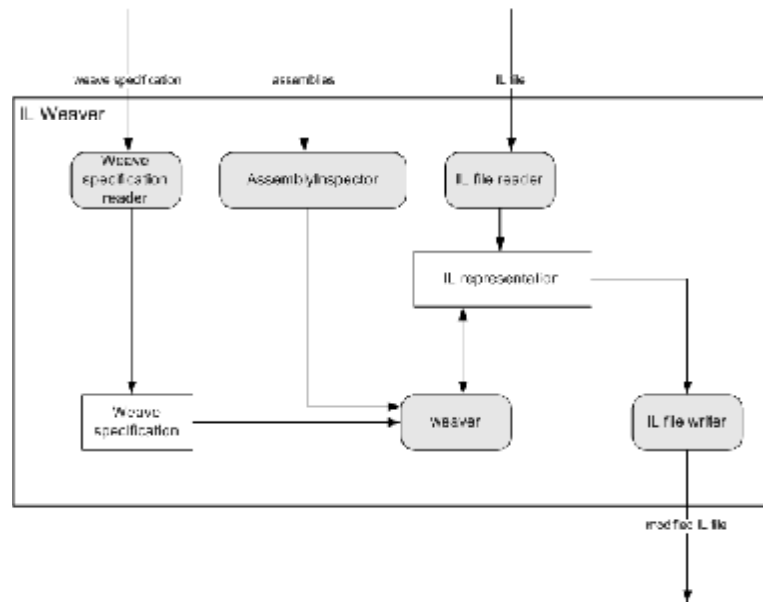 weave specification
assemblies
IL file
IL Weaver
Weave
specification
reader
AssemblyInspector
IL file reader
IL representation
Weave
specification
weaver
IL file writer
modified IL file